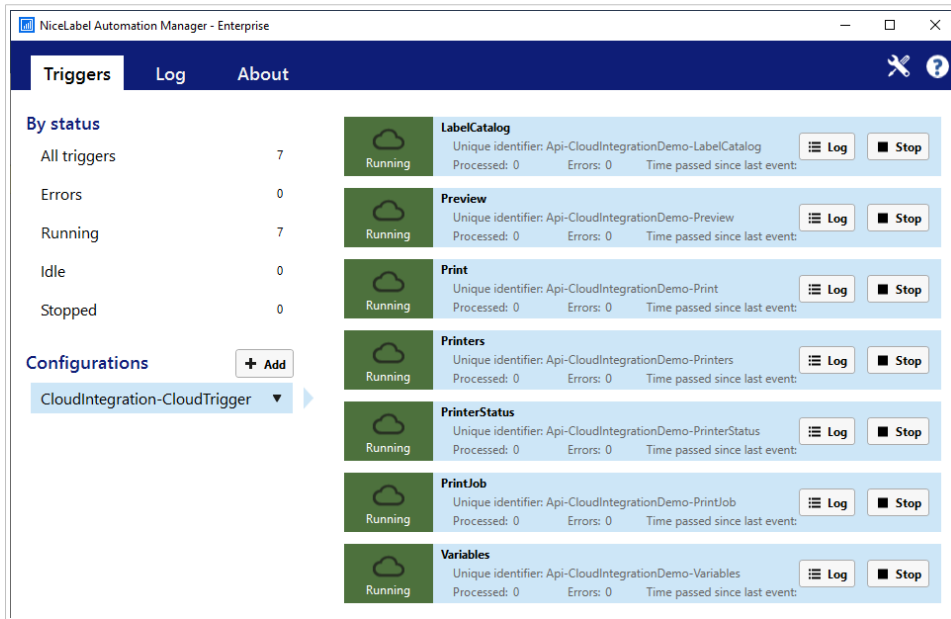 NiceLabel Automation Manager - Enterprise
Triggers Log About
By status
All triggers 7
Errors 0
Running 7
Idle 0
Stopped 0
Configurations + Add
CloudIntegration-CloudTrigger
LabelCatalog
Unique identifier: Api-CloudIntegrationDemo-LabelCatalog
Processed: 0 Errors: 0 Time passed since last event:
Running
Log Stop
Preview
Unique identifier: Api-CloudIntegrationDemo-Preview
Processed: 0 Errors: 0 Time passed since last event:
Running
Log Stop
Print
Unique identifier: Api-CloudIntegrationDemo-Print
Processed: 0 Errors: 0 Time passed since last event:
Running
Log Stop
Printers
Unique identifier: Api-CloudIntegrationDemo-Printers
Processed: 0 Errors: 0 Time passed since last event:
Running
Log Stop
PrinterStatus
Unique identifier: Api-CloudIntegrationDemo-PrinterStatus
Processed: 0 Errors: 0 Time passed since last event:
Running
Log Stop
PrintJob
Unique identifier: Api-CloudIntegrationDemo-PrintJob
Processed: 0 Errors: 0 Time passed since last event:
Running
Log Stop
Variables
Unique identifier: Api-CloudIntegrationDemo-Variables
Processed: 0 Errors: 0 Time passed since last event:
Running
Log Stop